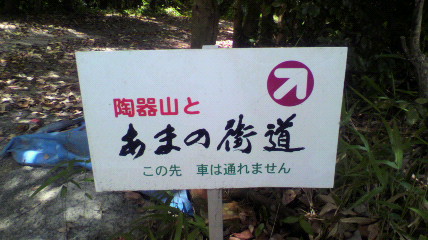 陶器山と
あまの街道
この先　車は通れません